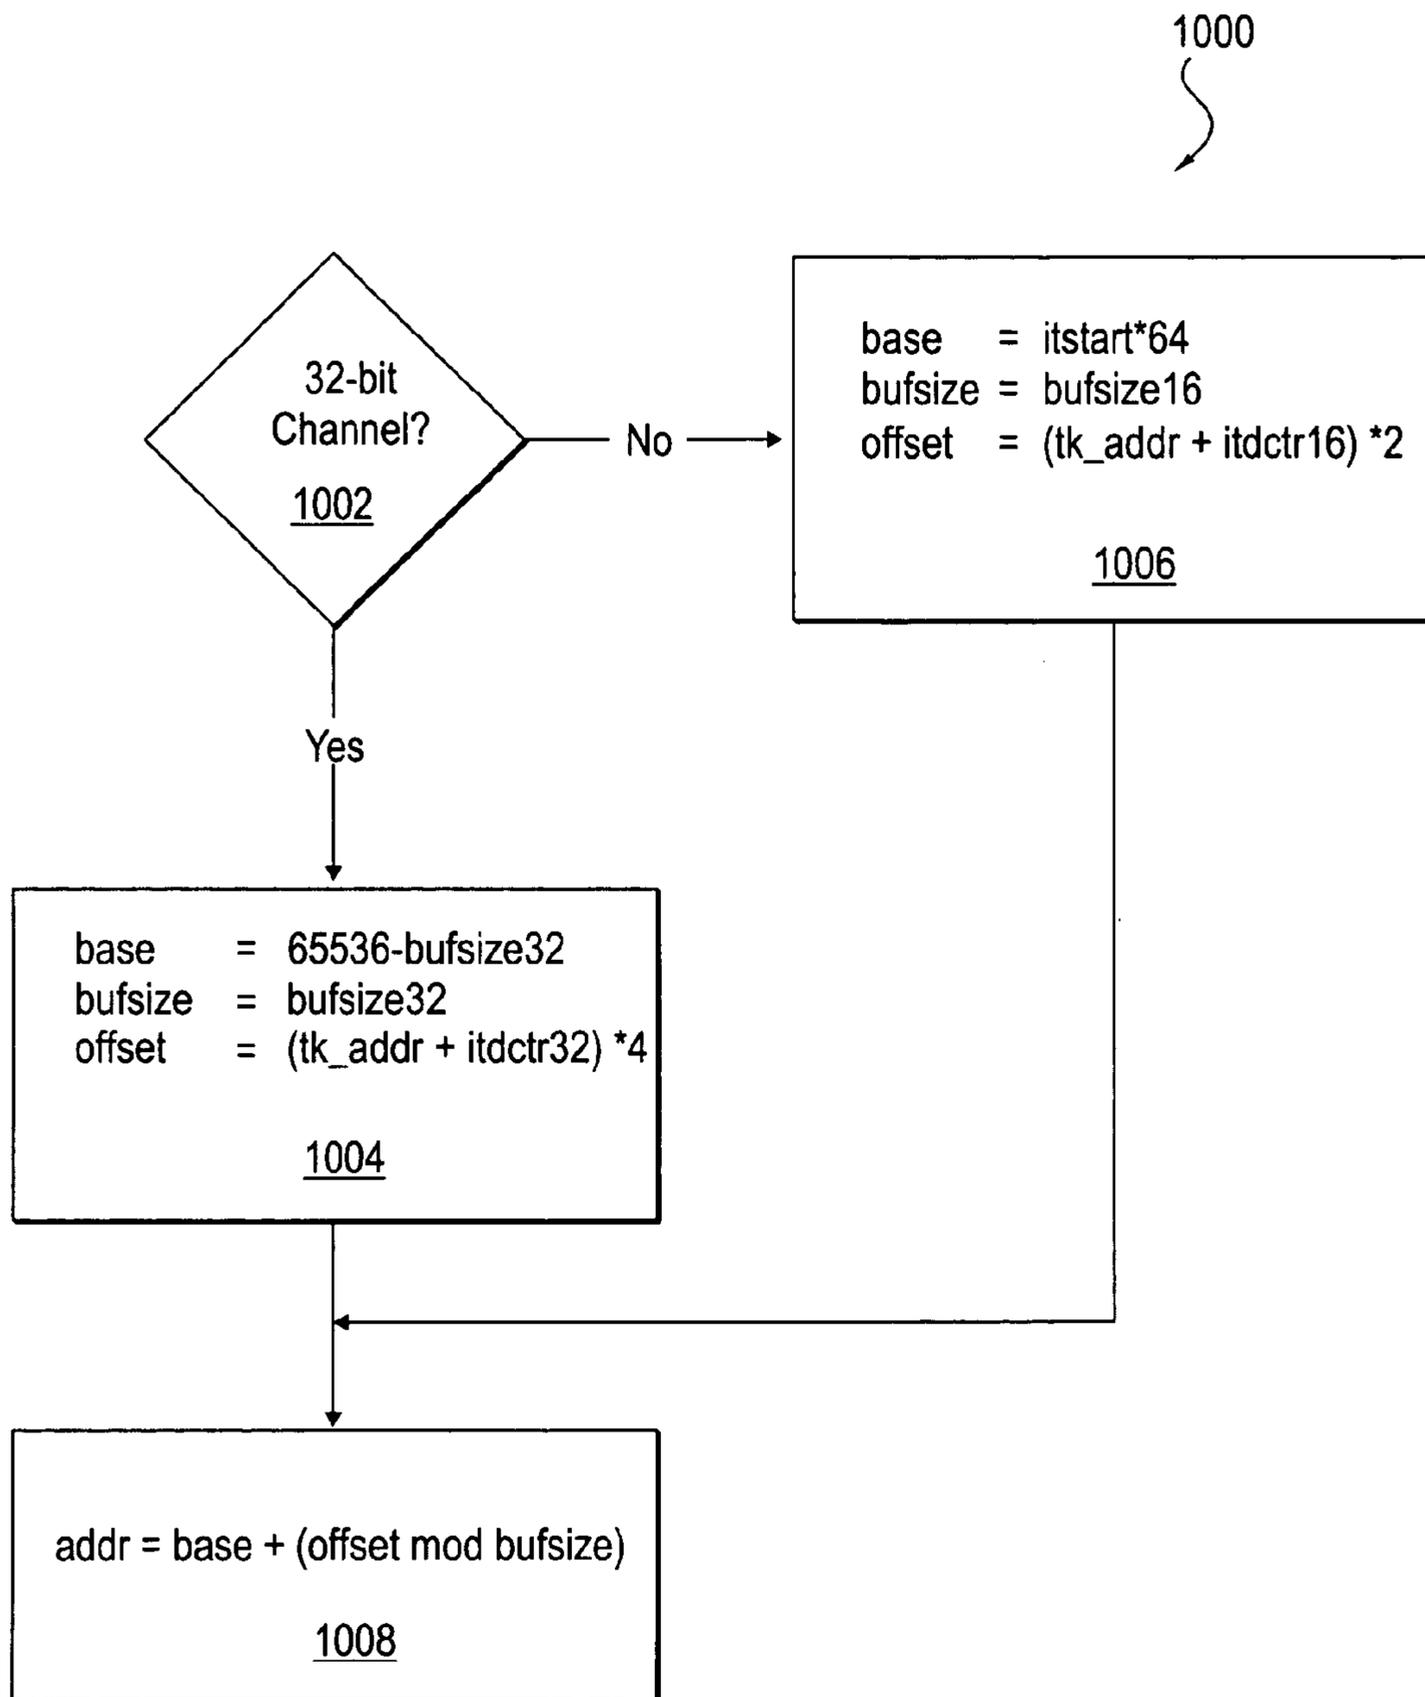 1000
32-bit
Channel?
1002
No
base = itstart*64
bufsize = bufsize16
offset = (tk_addr + itdctr16) *2
1006
Yes
base = 65536-bufsize32
bufsize = bufsize32
offset = (tk_addr + itdctr32) *4
1004
addr = base + (offset mod bufsize)
1008